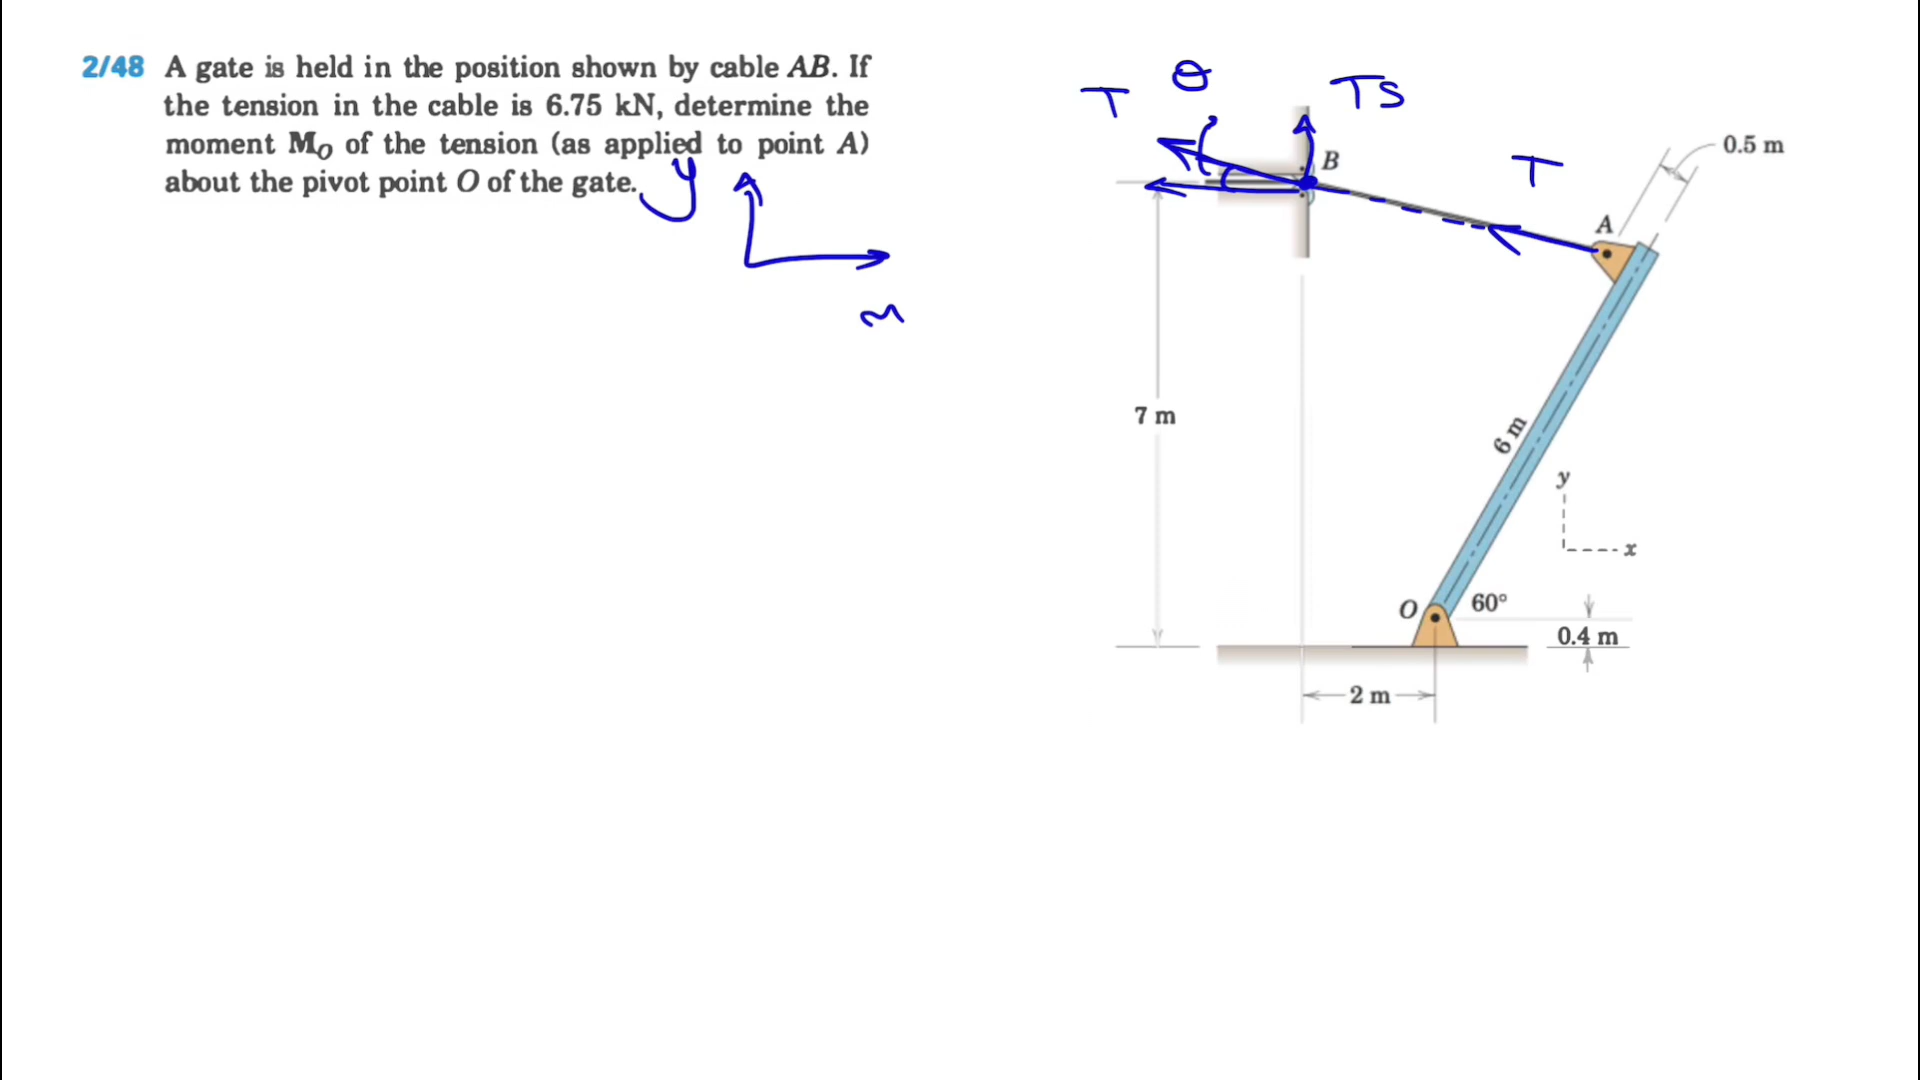 2/48 A gate is held in the position shown by cable AB. If
the tension in the cable is 6.75 kN, determine the
moment M_O of the tension (as applied to point A)
about the pivot point O of the gate.
y
T
θ
TS
B
T
A
0.5 m
7 m
6 m
y
x
O
60°
0.4 m
2 m